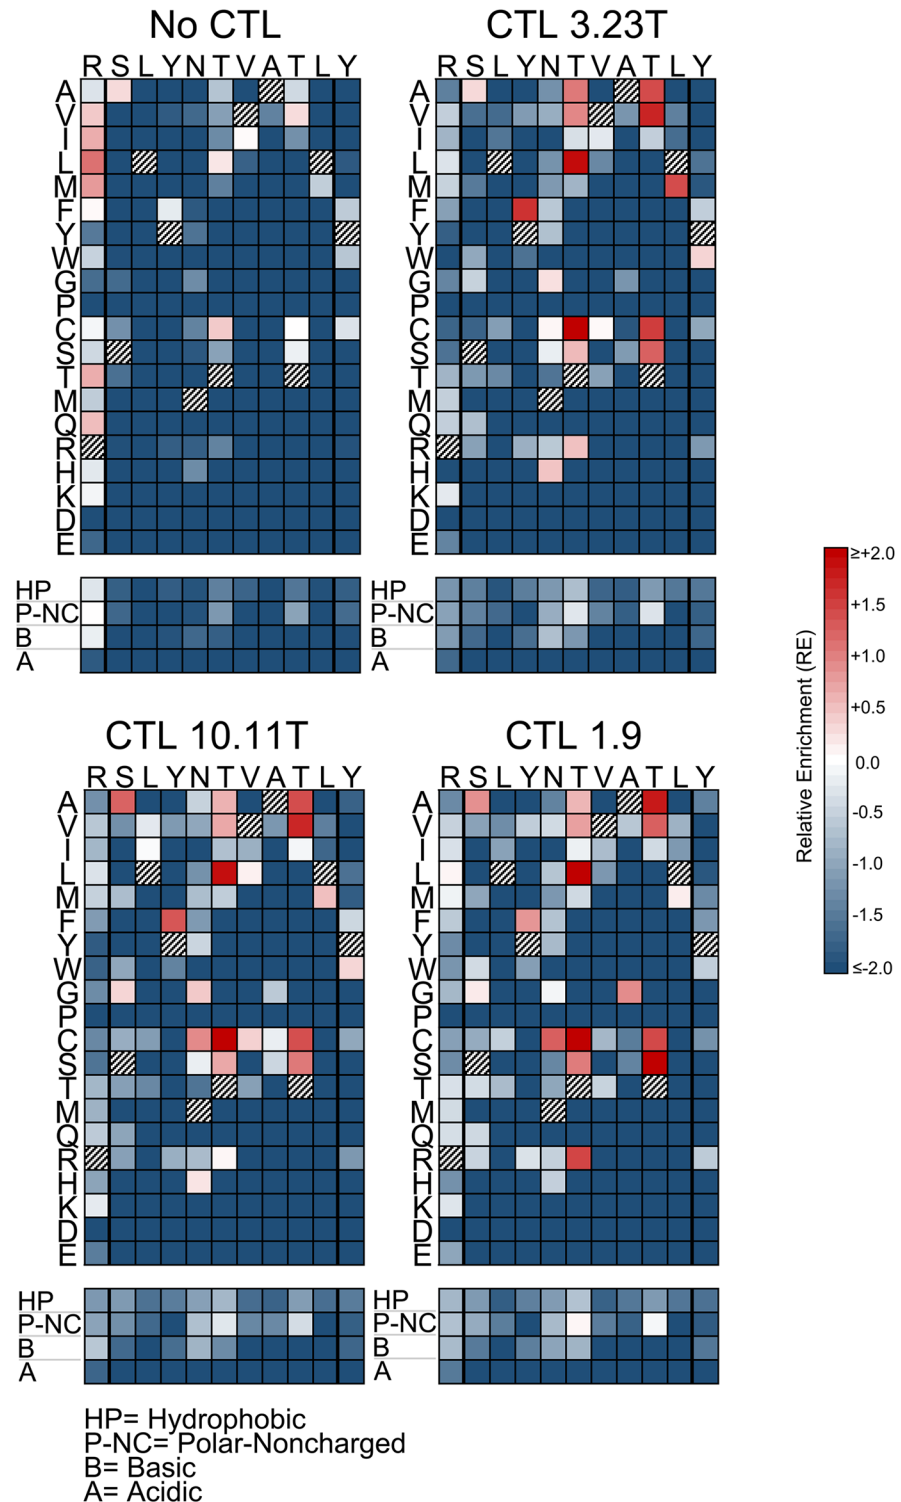 No CTL
R S L Y N T V A T L Y
A
V
I
L
M
F
Y
W
G
P
C
S
T
M
Q
R
H
K
D
E
HP
P-NC
B
A
CTL 3.23T
R S L Y N T V A T L Y
A
V
I
L
M
F
Y
W
G
P
C
S
T
M
Q
R
H
K
D
E
HP
P-NC
B
A
CTL 10.11T
R S L Y N T V A T L Y
A
V
I
L
M
F
Y
W
G
P
C
S
T
M
Q
R
H
K
D
E
HP
P-NC
B
A
CTL 1.9
R S L Y N T V A T L Y
A
V
I
L
M
F
Y
W
G
P
C
S
T
M
Q
R
H
K
D
E
HP
P-NC
B
A
Relative Enrichment (RE)
≥+2.0
+1.5
+1.0
+0.5
0.0
-0.5
-1.0
-1.5
≤-2.0
HP= Hydrophobic
P-NC= Polar-Noncharged
B= Basic
A= Acidic